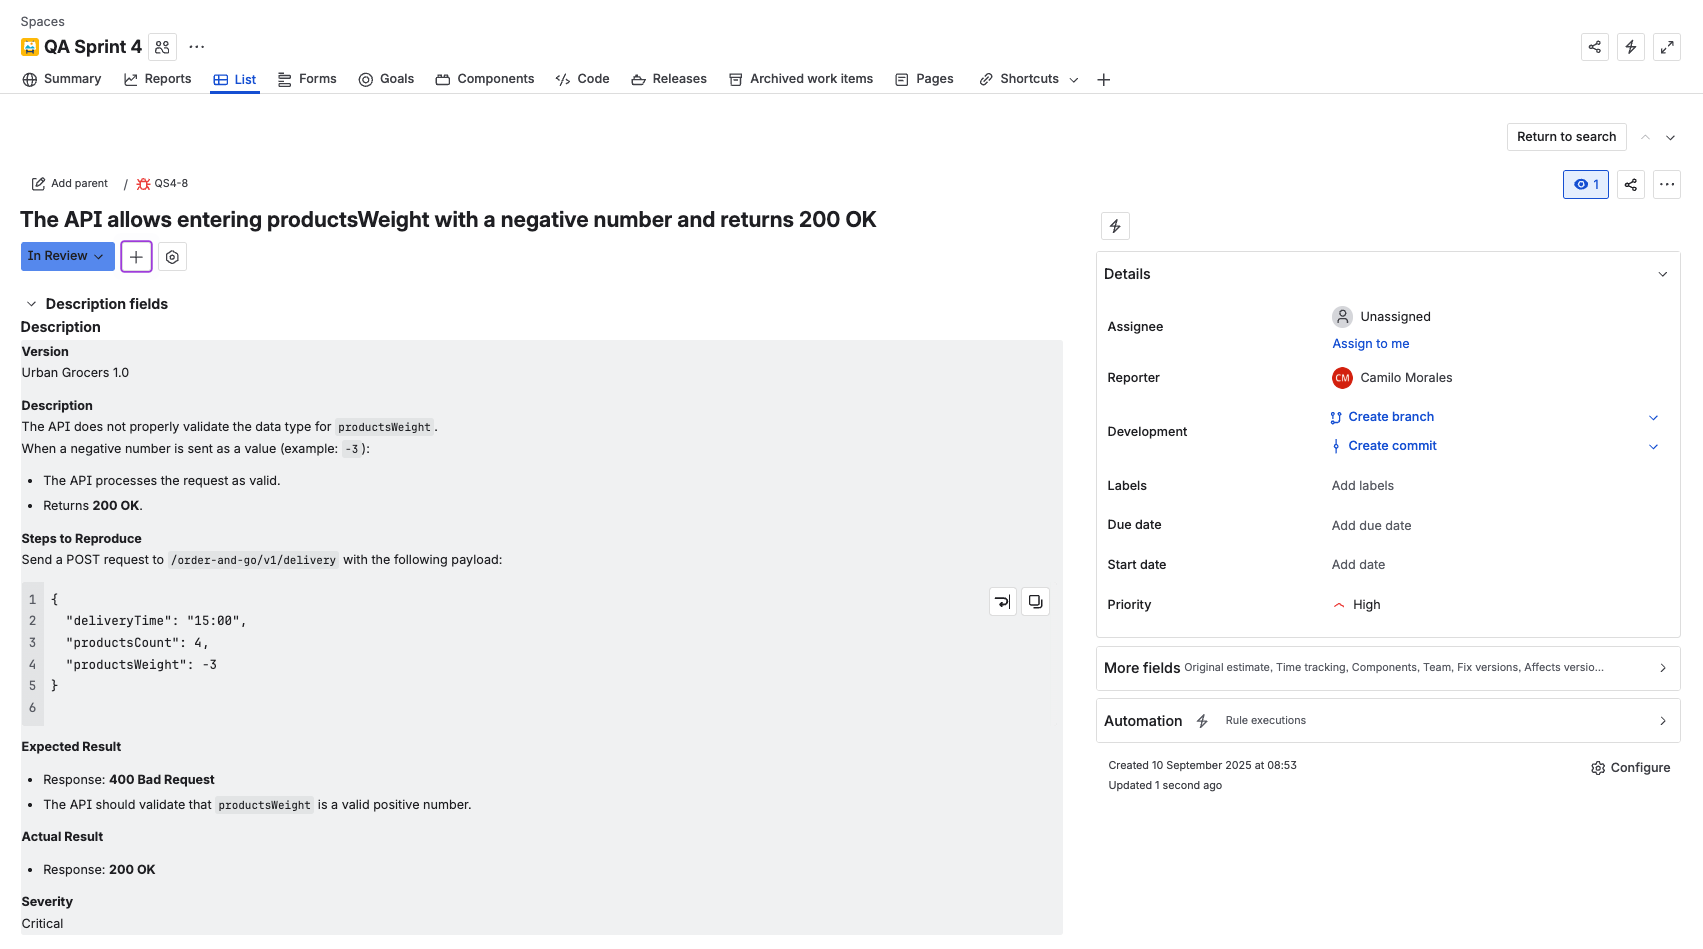 Spaces
QA Sprint 4
Summary Reports List Forms Goals Components Code Releases Archived work items Pages Shortcuts
Return to search
Add parent / QS4-8
1
The API allows entering productsWeight with a negative number and returns 200 OK
In Review
Description fields
Description
Version
Urban Grocers 1.0
Description
The API does not properly validate the data type for productsWeight.
When a negative number is sent as a value (example: -3):
• The API processes the request as valid.
• Returns 200 OK.
Steps to Reproduce
Send a POST request to /order-and-go/v1/delivery with the following payload:
1 {
2 "deliveryTime": "15:00",
3 "productsCount": 4,
4 "productsWeight": -3
5 }
6
Expected Result
• Response: 400 Bad Request
• The API should validate that productsWeight is a valid positive number.
Actual Result
• Response: 200 OK
Severity
Critical
Details
Assignee
Unassigned
Assign to me
Reporter
CM Camilo Morales
Development
Create branch
Create commit
Labels
Add labels
Due date
Add due date
Start date
Add date
Priority
High
More fields Original estimate, Time tracking, Components, Team, Fix versions, Affects versio...
Automation Rule executions
Created 10 September 2025 at 08:53
Updated 1 second ago
Configure